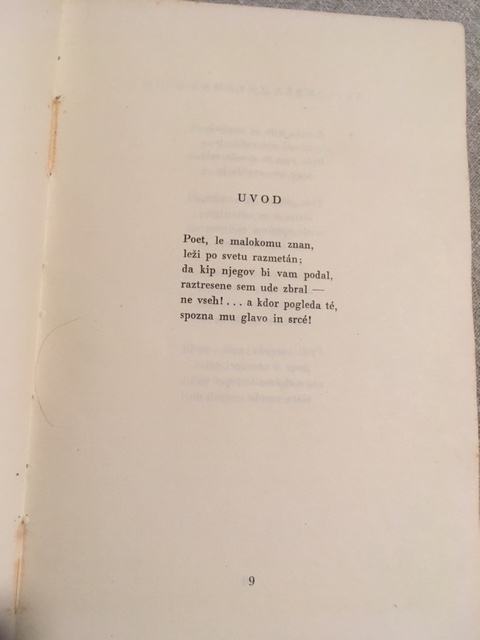 UVOD
Poet, le malokomu znan,
leži po svetu razmetán;
da kip njegov bi vam podal,
raztresene sem ude zbral —
ne vseh! . . . a kdor pogleda té,
spozna mu glavo in srcé!
9